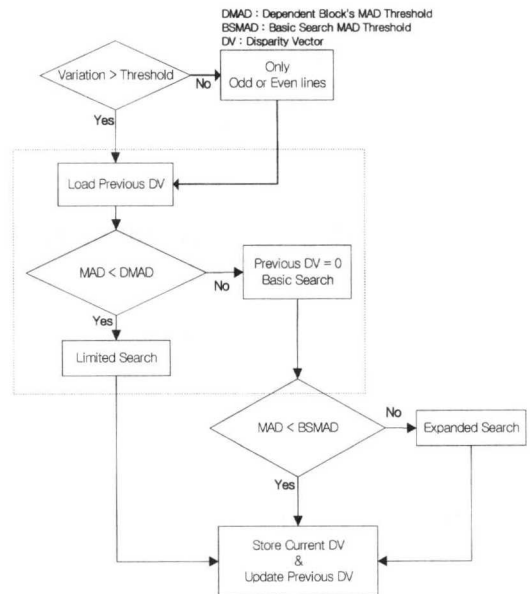 DMAD : Dependent Block's MAD Threshold
BSMAD : Basic Search MAD Threshold
DV : Disparity Vector
Variation > Threshold
No
Only
Odd or Even lines
Yes
Load Previous DV
MAD < DMAD
No
Previous DV = 0
Basic Search
Yes
Limited Search
MAD < BSMAD
No
Expanded Search
Yes
Store Current DV
&
Update Previous DV